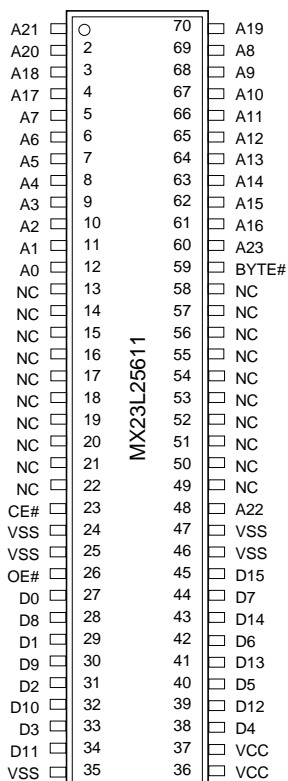 A21 70 A19
A20 2 69 A8
A18 3 68 A9
A17 4 67 A10
A7 5 66 A11
A6 6 65 A12
A5 7 64 A13
A4 8 63 A14
A3 9 62 A15
A2 10 61 A16
A1 11 60 A23
A0 12 59 BYTE#
NC 13 58 NC
NC 14 57 NC
NC 15 56 NC
NC 16 55 NC
NC 17 54 NC
NC 18 53 NC
NC 19 52 NC
NC 20 51 NC
NC 21 50 NC
NC 22 49 NC
CE# 23 48 A22
VSS 24 47 VSS
VSS 25 46 VSS
OE# 26 45 D15
D0 27 44 D7
D8 28 43 D14
D1 29 42 D6
D9 30 41 D13
D2 31 40 D5
D10 32 39 D12
D3 33 38 D4
D11 34 37 VCC
VSS 35 36 VCC
MX23L25611